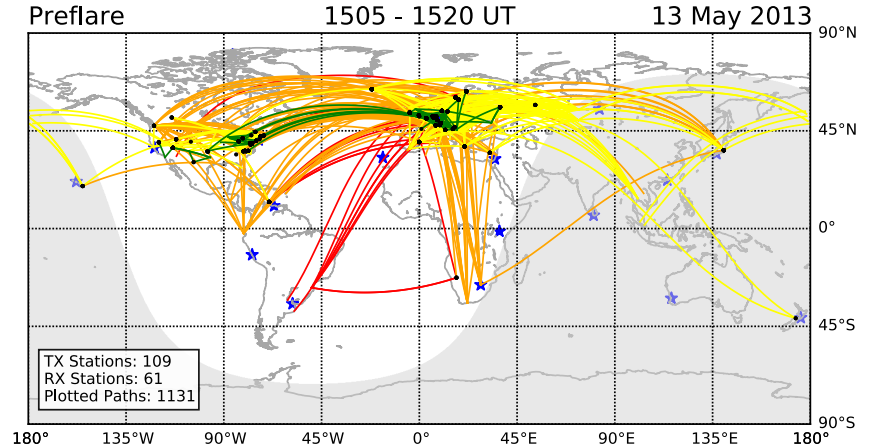 Preflare 1505 - 1520 UT 13 May 2013
90°N
45°N
0°
45°S
90°S
TX Stations: 109
RX Stations: 61
Plotted Paths: 1131
180° 135°W 90°W 45°W 0° 45°E 90°E 135°E 180°